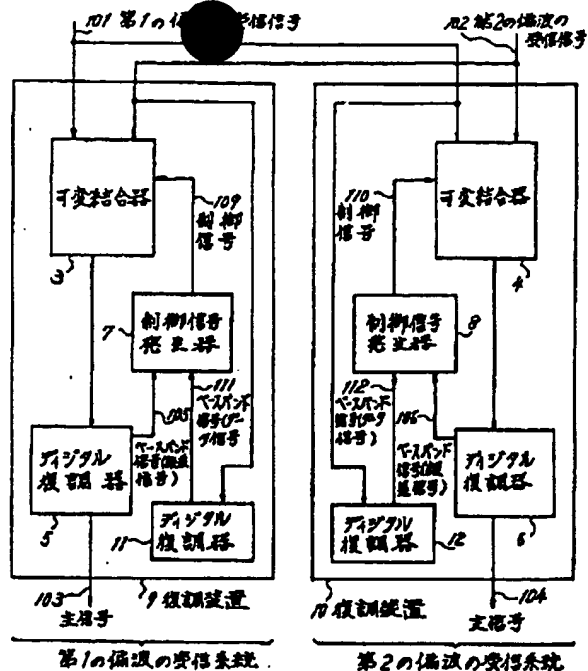 101 第1の偏波の受信信号
102 第2の偏波の
受信信号
可変結合器
3
109
制御
信号
7
制御信号
発生器
111
ベースバンド
信号(データ
信号)
105
ベースバンド
信号(誤差
信号)
ディジタル
復調器
5
11
ディジタル
復調器
103
主信号
9 復調装置
第1の偏波の受信系統
可変結合器
4
110
制御
信号
制御信号
発生器
8
112
ベースバンド
信号(データ
信号)
106
ベースバンド
信号(誤差
信号)
ディジタル
復調器
6
ディジタル
復調器
12
10 復調装置
104
主信号
第2の偏波の受信系統